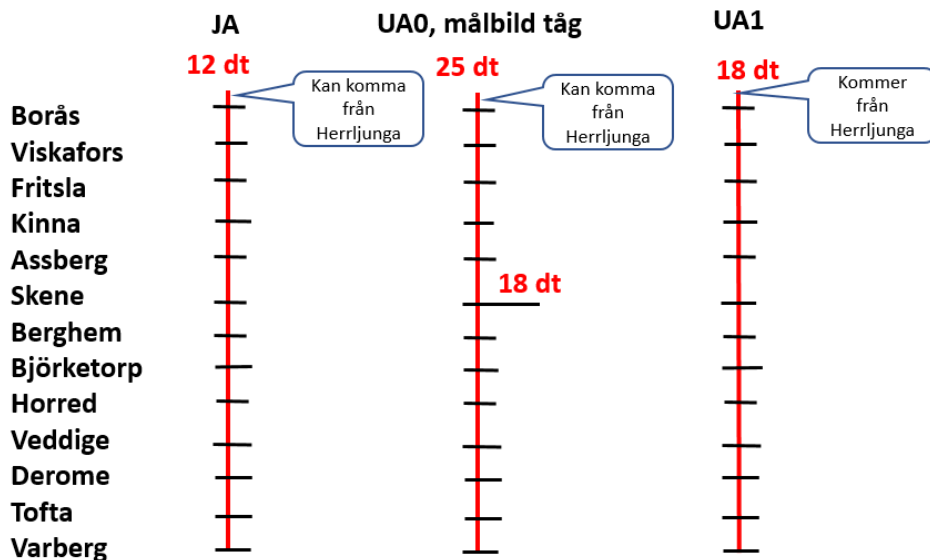 JA
UA0, målbild tåg
UA1
12 dt
25 dt
18 dt
Kan komma
från
Herrljunga
Kan komma
från
Herrljunga
Kommer
från
Herrljunga
Borås
Viskafors
Fritsla
Kinna
Assberg
Skene
18 dt
Berghem
Björketorp
Horred
Veddige
Derome
Tofta
Varberg